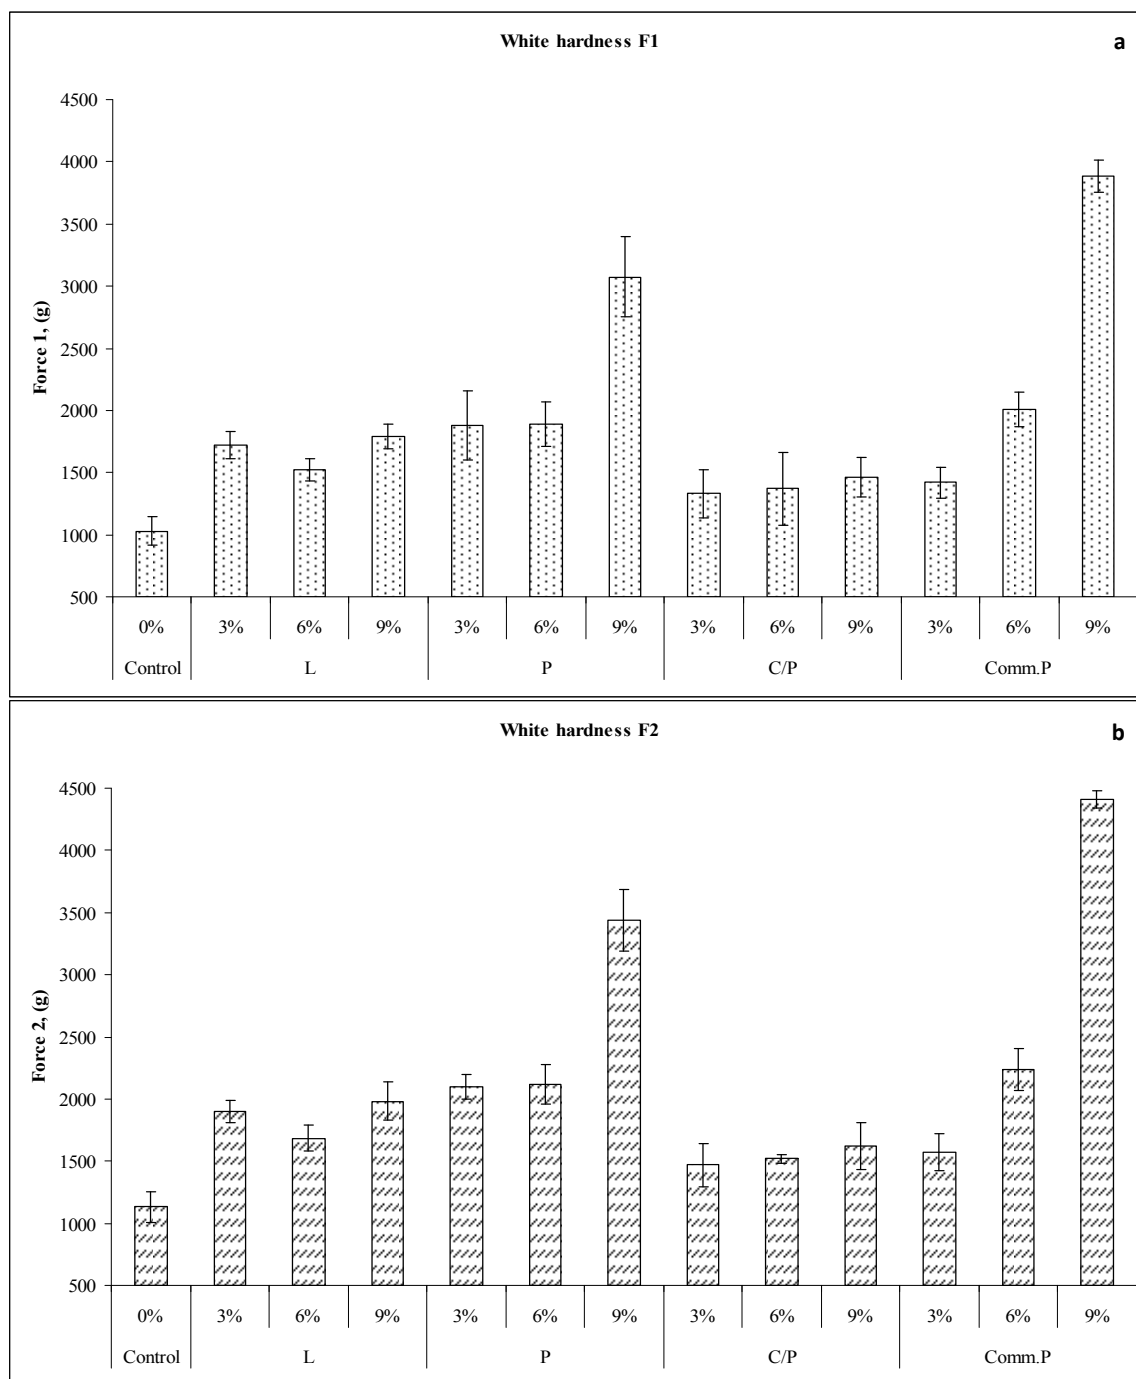 White hardness F1
a
Force 1, (g)
4500
4000
3500
3000
2500
2000
1500
1000
500
0% 3% 6% 9% 3% 6% 9% 3% 6% 9% 3% 6% 9%
Control L P C/P Comm.P
White hardness F2
b
Force 2, (g)
4500
4000
3500
3000
2500
2000
1500
1000
500
0% 3% 6% 9% 3% 6% 9% 3% 6% 9% 3% 6% 9%
Control L P C/P Comm.P